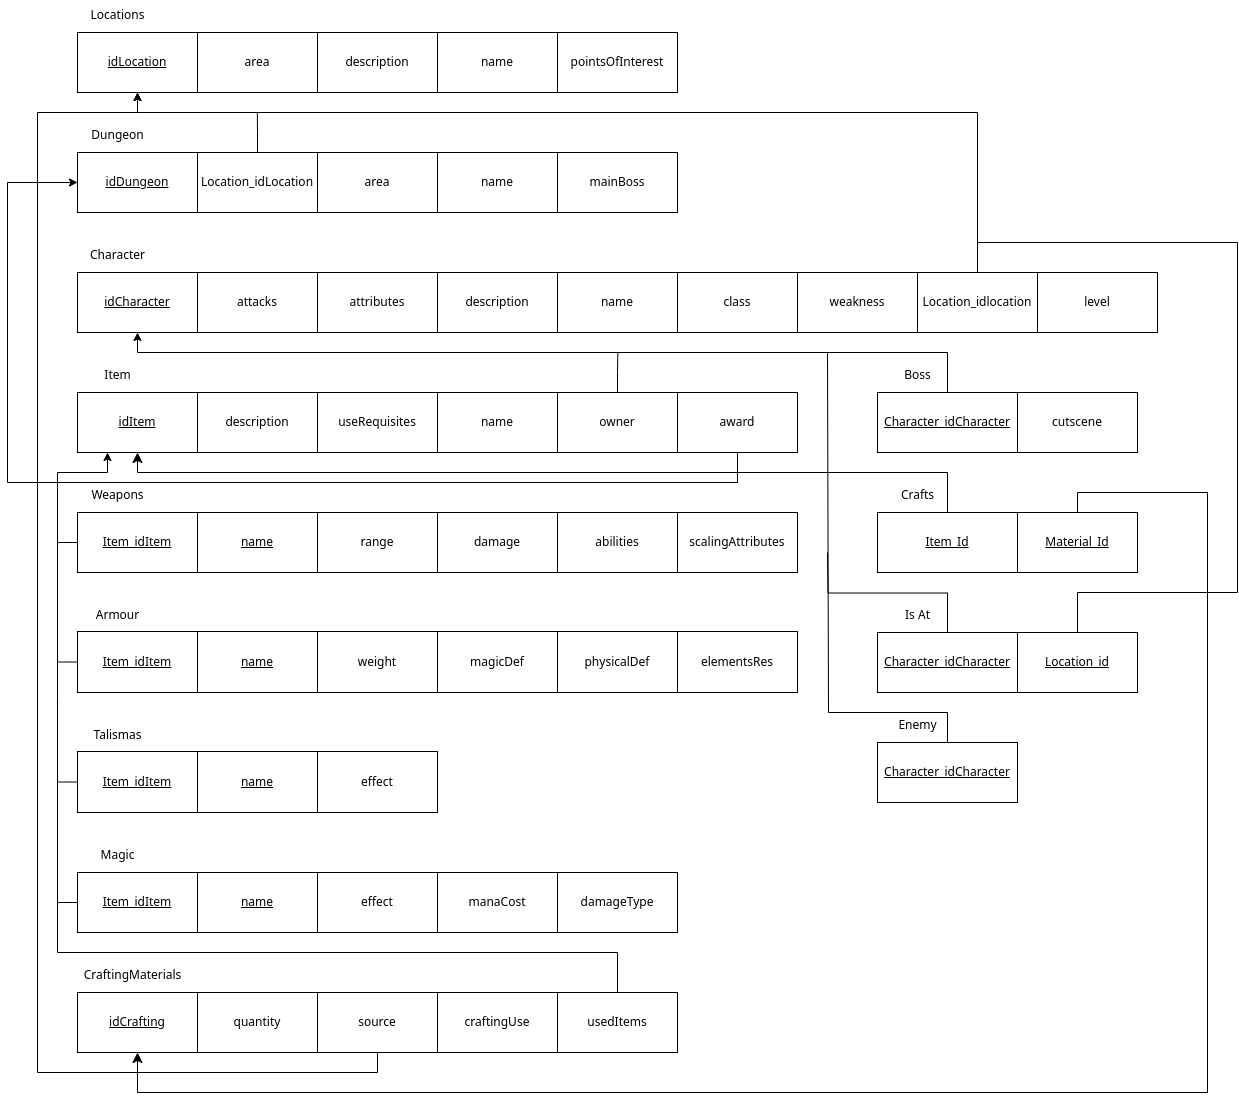 Locations
idLocation area description name pointsOfInterest
Dungeon
idDungeon Location_idLocation area name mainBoss
Character
idCharacter attacks attributes description name class weakness Location_idlocation level
Item
idItem description useRequisites name owner award
Boss
Character_idCharacter cutscene
Weapons
Item_idItem name range damage abilities scalingAttributes
Crafts
Item_Id Material_Id
Armour
Item_idItem name weight magicDef physicalDef elementsRes
Is At
Character_idCharacter Location_id
Talismas
Item_idItem name effect
Enemy
Character_idCharacter
Magic
Item_idItem name effect manaCost damageType
CraftingMaterials
idCrafting quantity source craftingUse usedItems